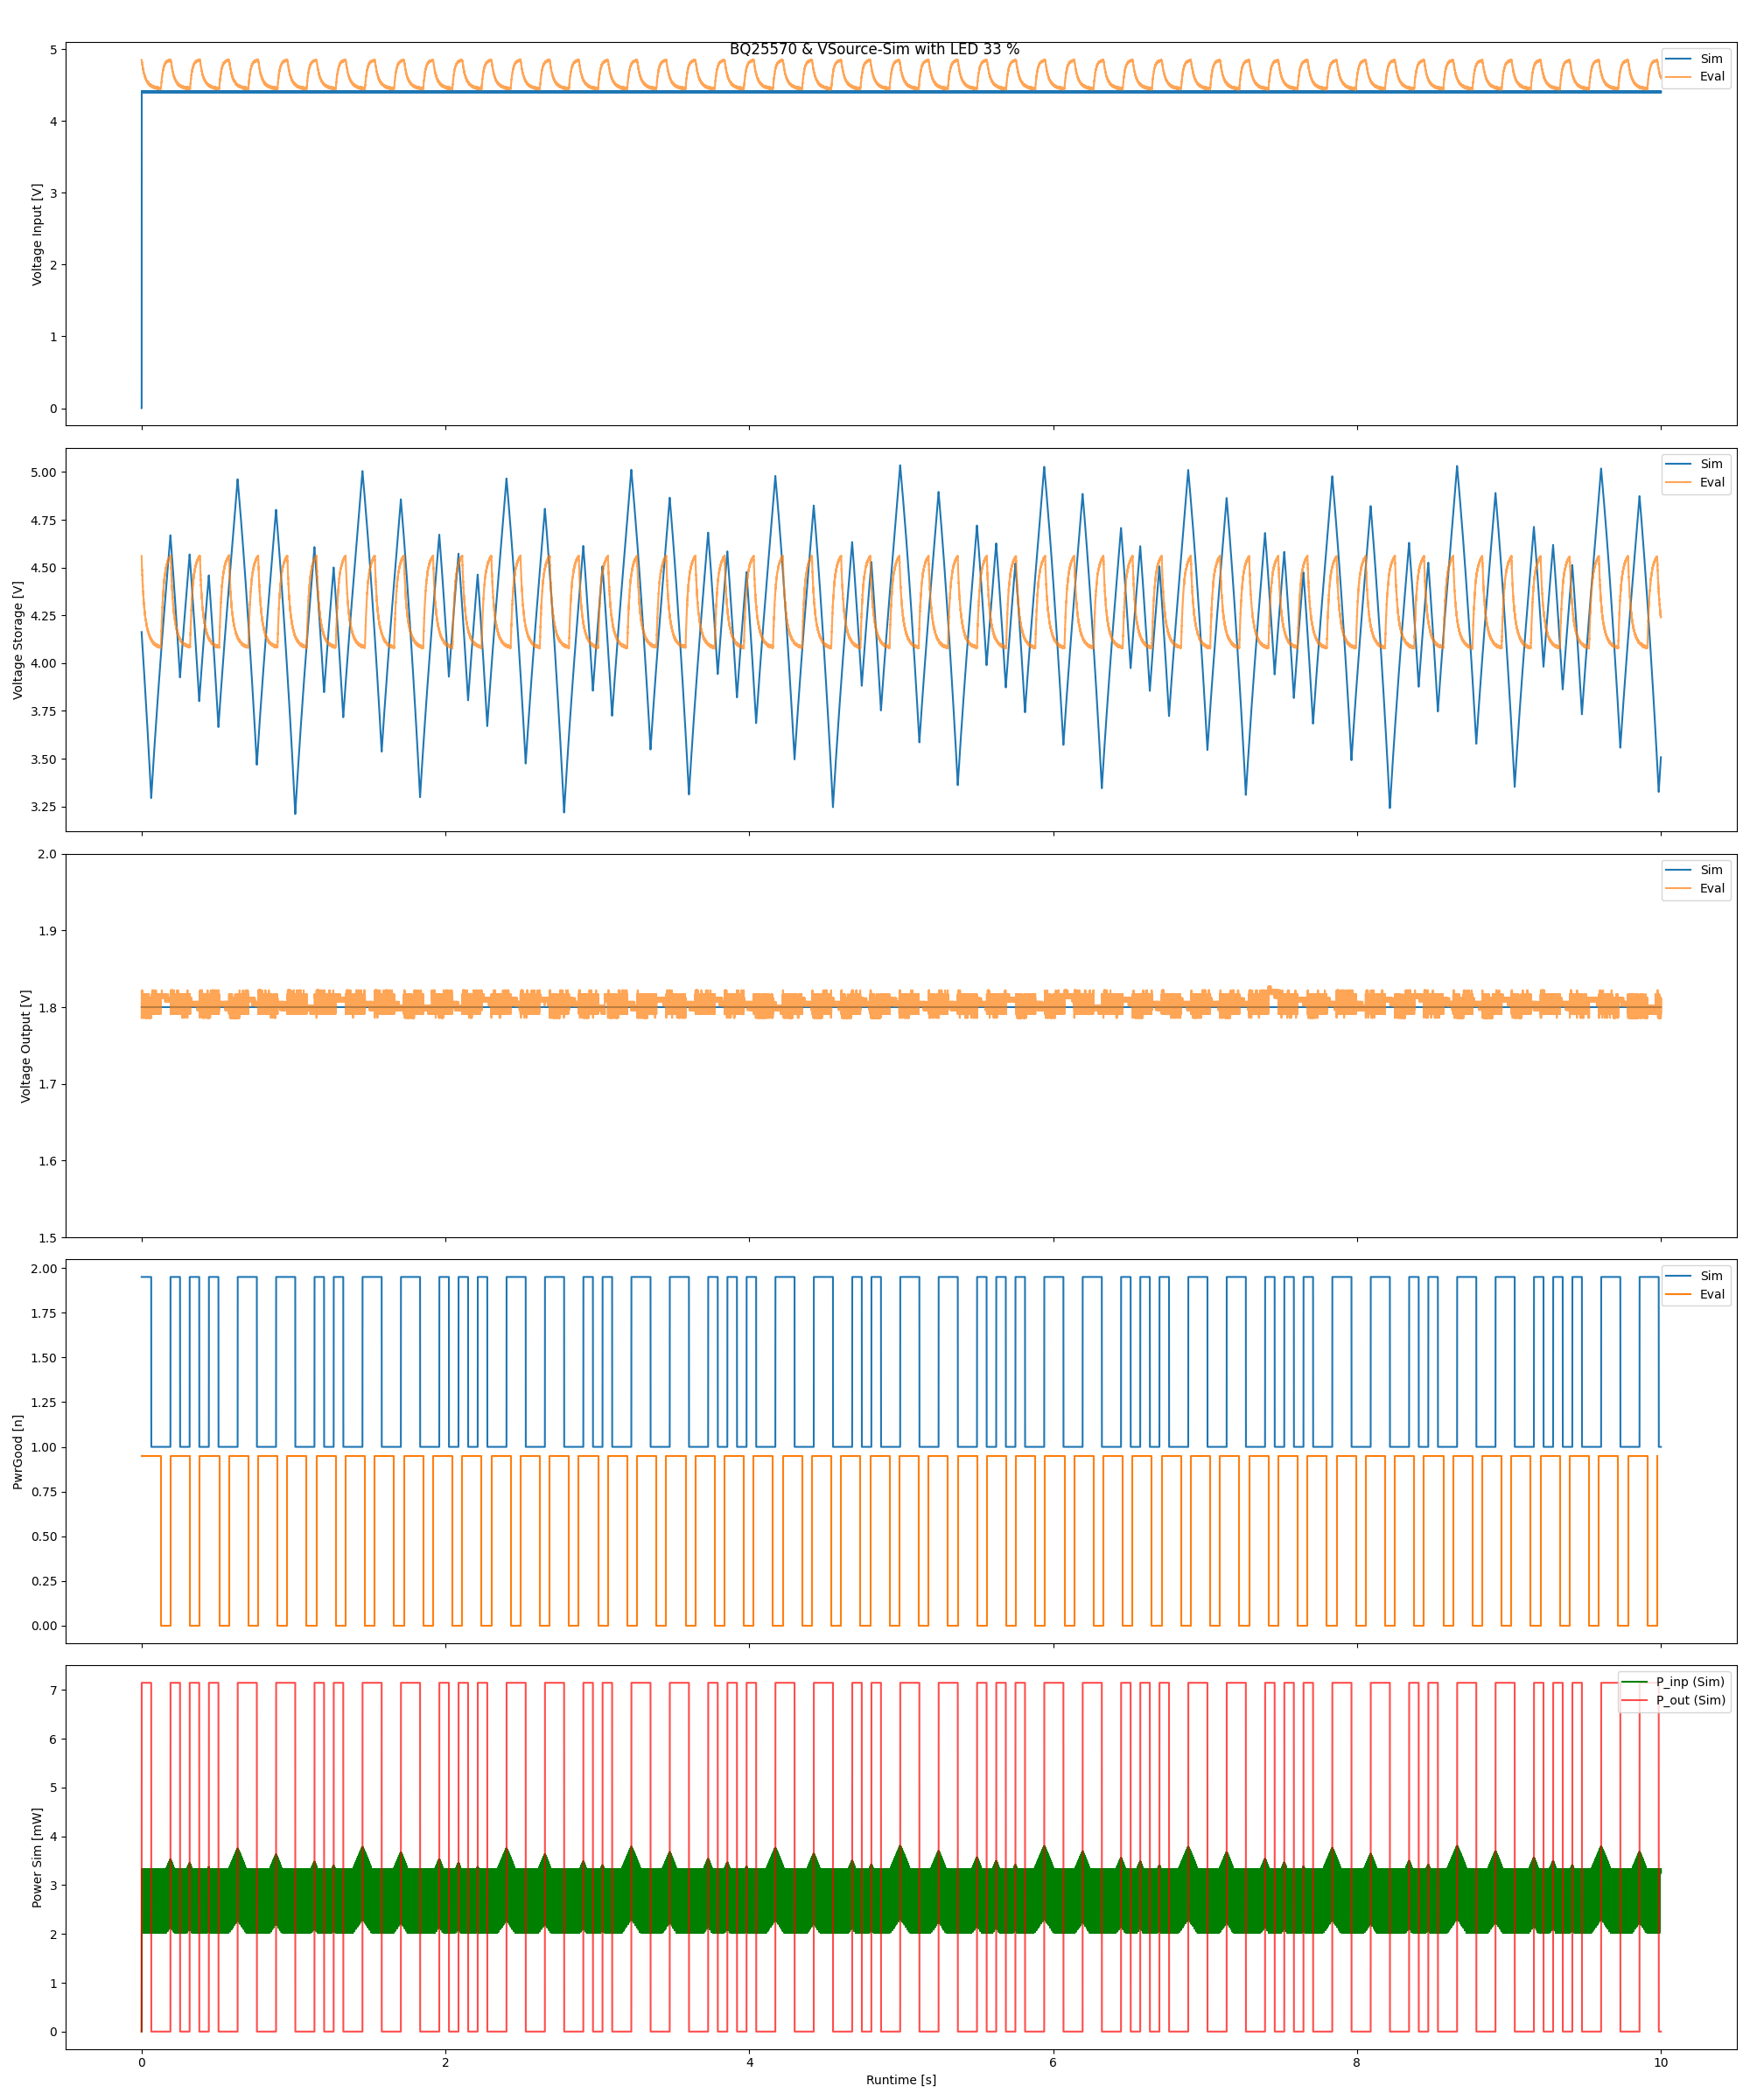 BQ25570 & VSource-Sim with LED 33 %
5
4
3
2
1
0
Voltage Input [V]
Sim
Eval
5.00
4.75
4.50
4.25
4.00
3.75
3.50
3.25
Voltage Storage [V]
Sim
Eval
2.0
1.9
1.8
1.7
1.6
1.5
Voltage Output [V]
Sim
Eval
2.00
1.75
1.50
1.25
1.00
0.75
0.50
0.25
0.00
PwrGood [n]
Sim
Eval
7
6
5
4
3
2
1
0
Power Sim [mW]
P_inp (Sim)
P_out (Sim)
0
2
4
6
8
10
Runtime [s]